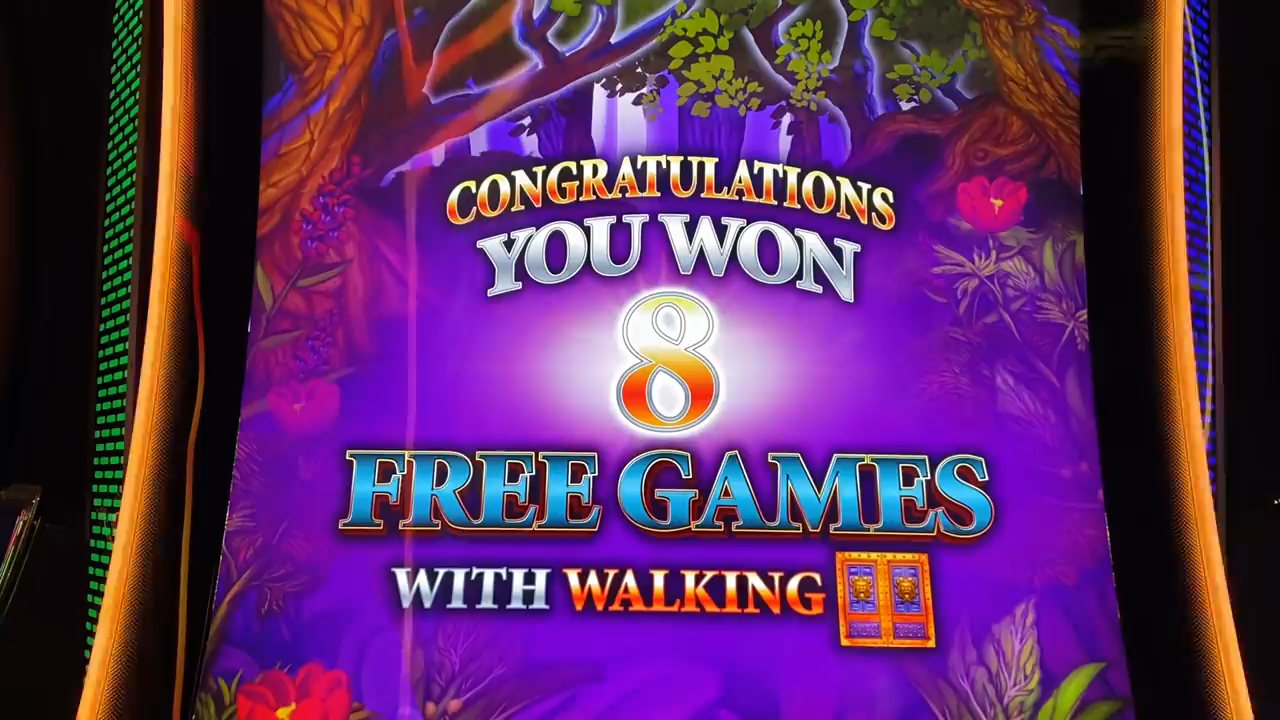 CONGRATULATIONS
YOU WON
8
FREE GAMES
WITH WALKING